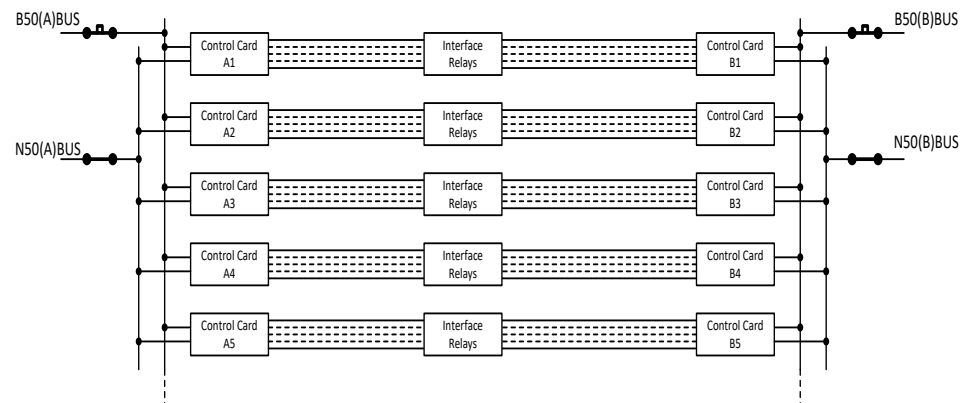 B50(A)BUS
B50(B)BUS
Control Card
A1
Interface
Relays
Control Card
B1
Control Card
A2
Interface
Relays
Control Card
B2
N50(A)BUS
N50(B)BUS
Control Card
A3
Interface
Relays
Control Card
B3
Control Card
A4
Interface
Relays
Control Card
B4
Control Card
A5
Interface
Relays
Control Card
B5